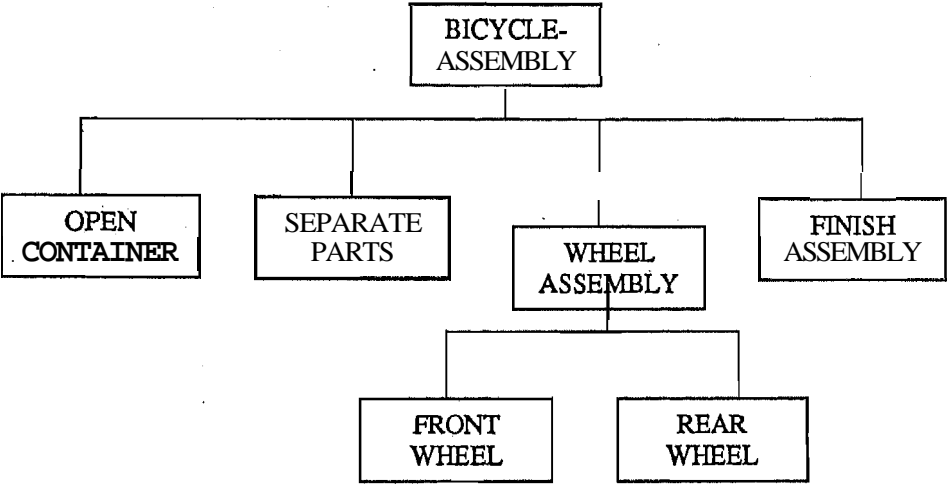 BICYCLE-
ASSEMBLY
OPEN
CONTAINER
SEPARATE
PARTS
WHEEL
ASSEMBLY
FINISH
ASSEMBLY
FRONT
WHEEL
REAR
WHEEL